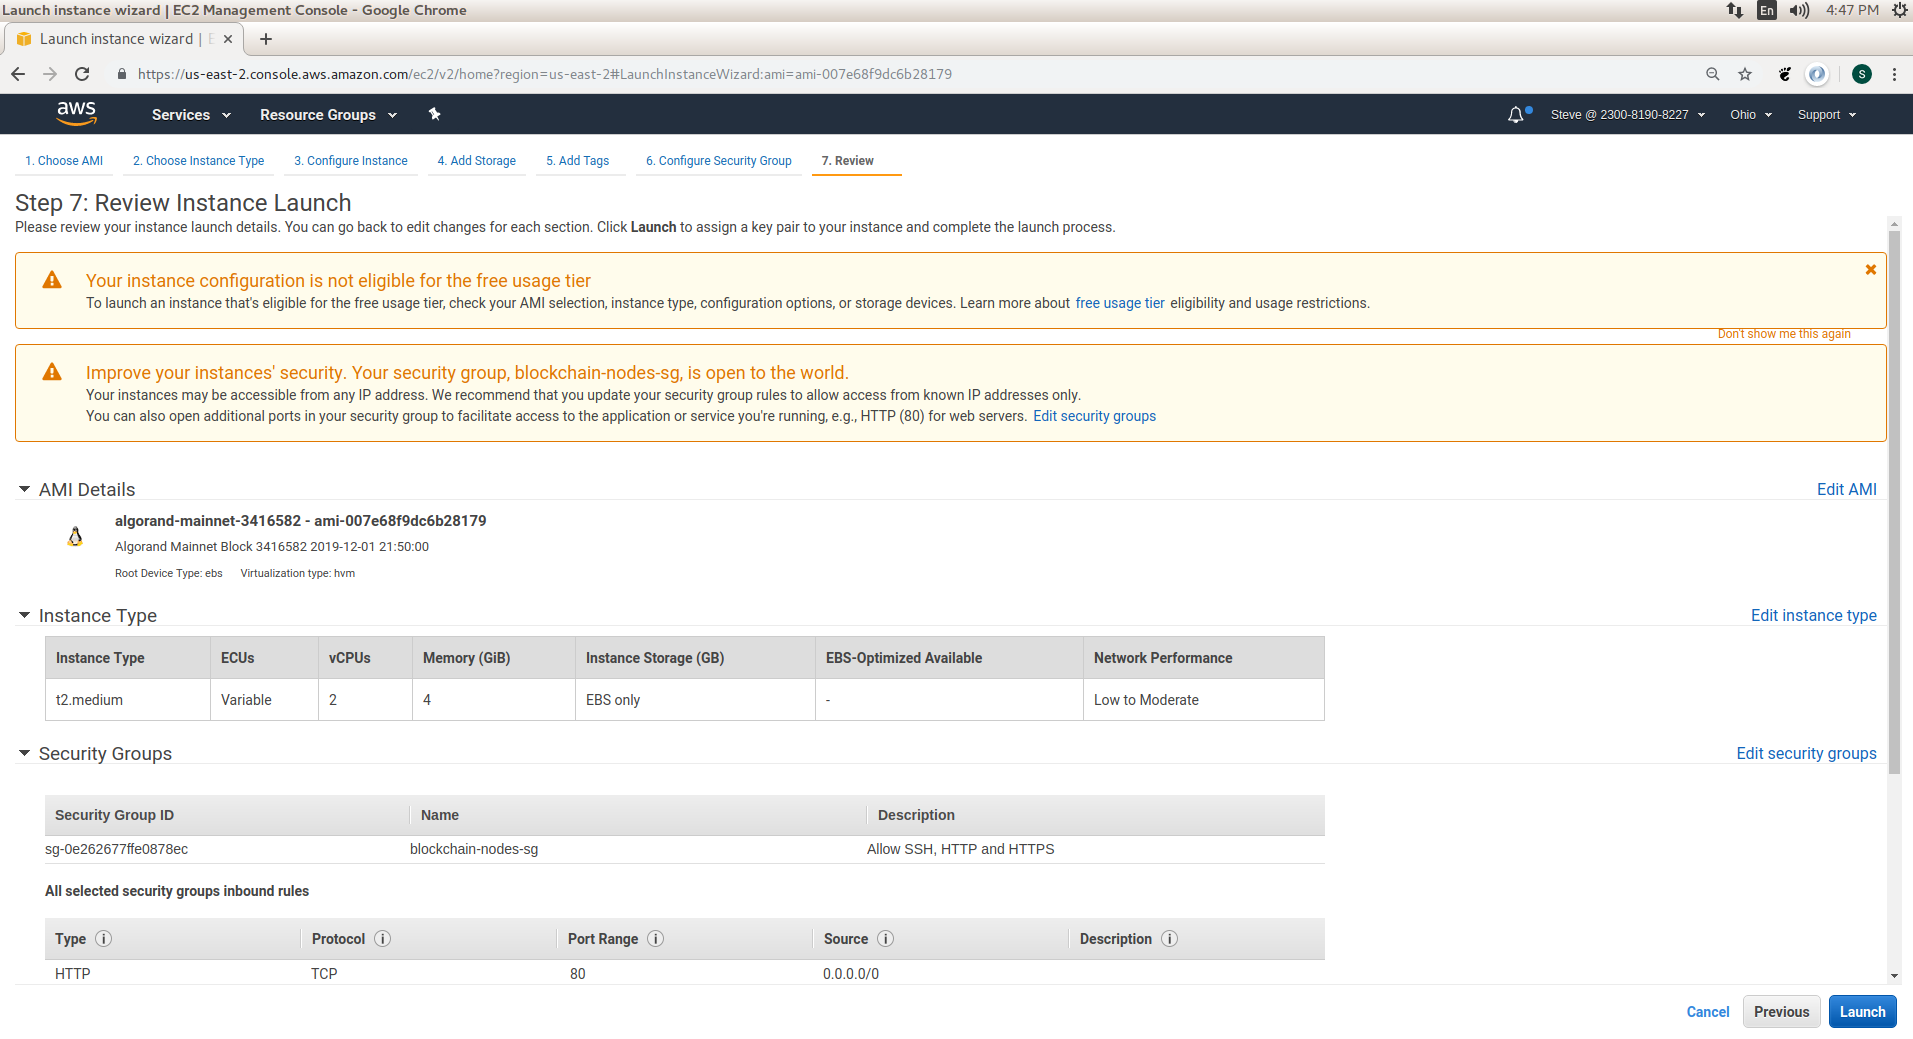 Launch instance wizard | EC2 Management Console - Google Chrome
En
4:47 PM
Launch instance wizard | E
https://us-east-2.console.aws.amazon.com/ec2/v2/home?region=us-east-2#LaunchInstanceWizard:ami=ami-007e68f9dc6b28179
S
aws
Services
Resource Groups
Steve @ 2300-8190-8227
Ohio
Support
1. Choose AMI
2. Choose Instance Type
3. Configure Instance
4. Add Storage
5. Add Tags
6. Configure Security Group
7. Review
Step 7: Review Instance Launch
Please review your instance launch details. You can go back to edit changes for each section. Click Launch to assign a key pair to your instance and complete the launch process.
Your instance configuration is not eligible for the free usage tier
To launch an instance that's eligible for the free usage tier, check your AMI selection, instance type, configuration options, or storage devices. Learn more about free usage tier eligibility and usage restrictions.
Don't show me this again
Improve your instances' security. Your security group, blockchain-nodes-sg, is open to the world.
Your instances may be accessible from any IP address. We recommend that you update your security group rules to allow access from known IP addresses only.
You can also open additional ports in your security group to facilitate access to the application or service you're running, e.g., HTTP (80) for web servers. Edit security groups
AMI Details
Edit AMI
algorand-mainnet-3416582 - ami-007e68f9dc6b28179
Algorand Mainnet Block 3416582 2019-12-01 21:50:00
Root Device Type: ebs Virtualization type: hvm
Instance Type
Edit instance type
Instance Type ECUs vCPUs Memory (GiB) Instance Storage (GB) EBS-Optimized Available Network Performance
t2.medium Variable 2 4 EBS only - Low to Moderate
Security Groups
Edit security groups
Security Group ID Name Description
sg-0e262677ffe0878ec blockchain-nodes-sg Allow SSH, HTTP and HTTPS
All selected security groups inbound rules
Type i Protocol i Port Range i Source i Description i
HTTP TCP 80 0.0.0.0/0
Cancel
Previous
Launch